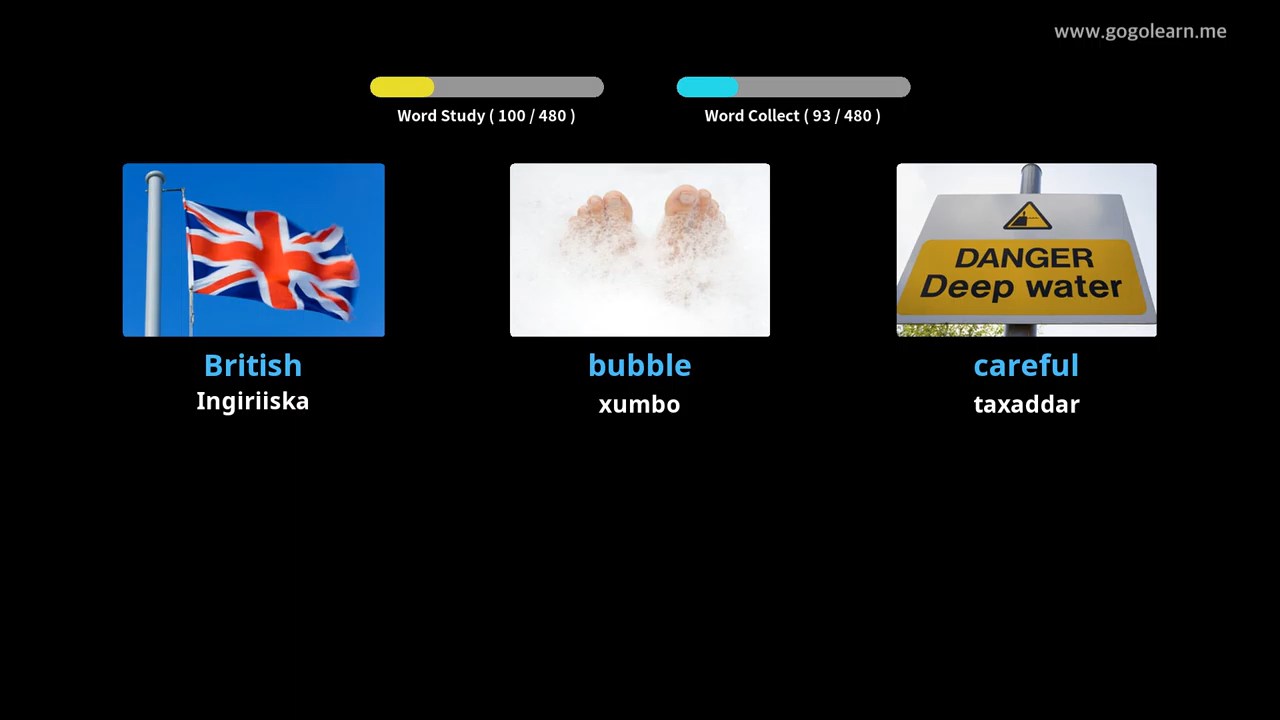 www.gogolearn.me
Word Study ( 100 / 480 )
Word Collect ( 93 / 480 )
DANGER
Deep water
British
Ingiriiska
bubble
xumbo
careful
taxaddar